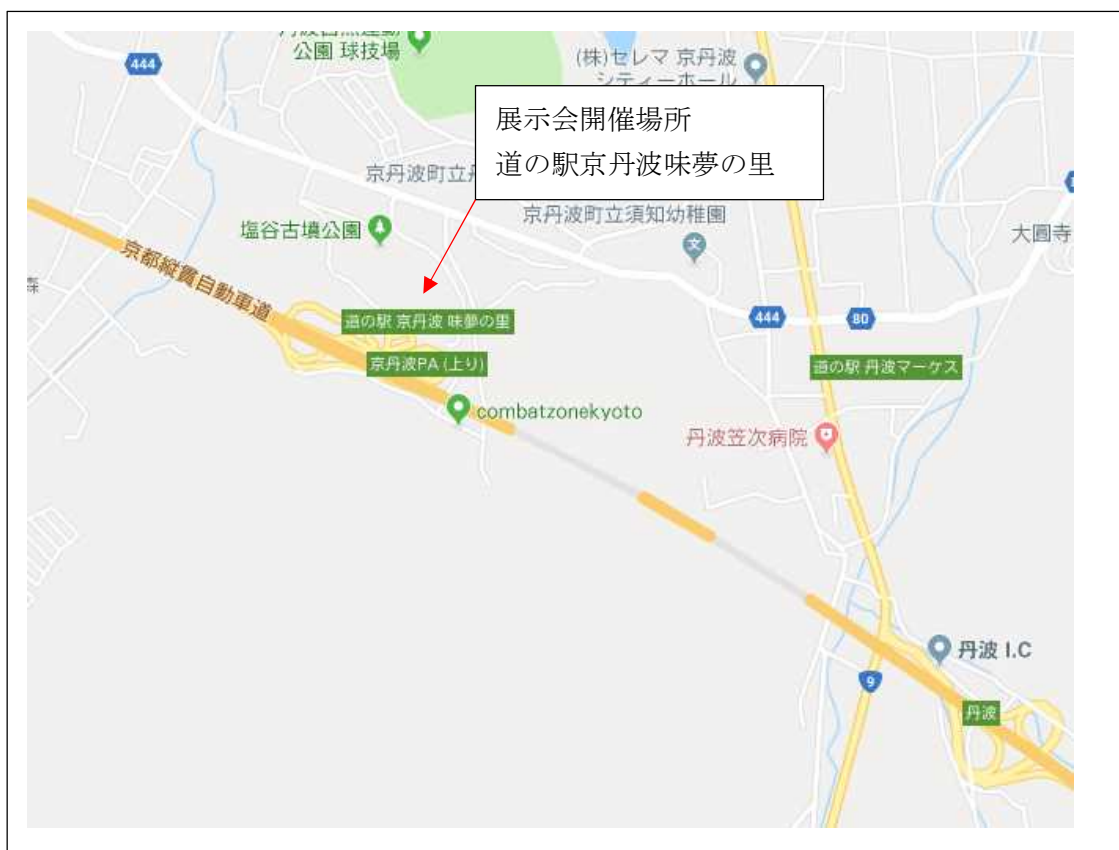 公園 球技場
444
(株)セレマ 京丹波
シティーホール
展示会開催場所
道の駅京丹波味夢の里
京丹波町立
京丹波町立須知幼稚園
文
塩谷古墳公園
大圓寺
森
京都縦貫自動車道
道の駅 京丹波 味夢の里
444
80
京丹波PA (上り)
道の駅 丹波マーケス
combatzonekyoto
丹波笠次病院
丹波 I.C
9
丹波